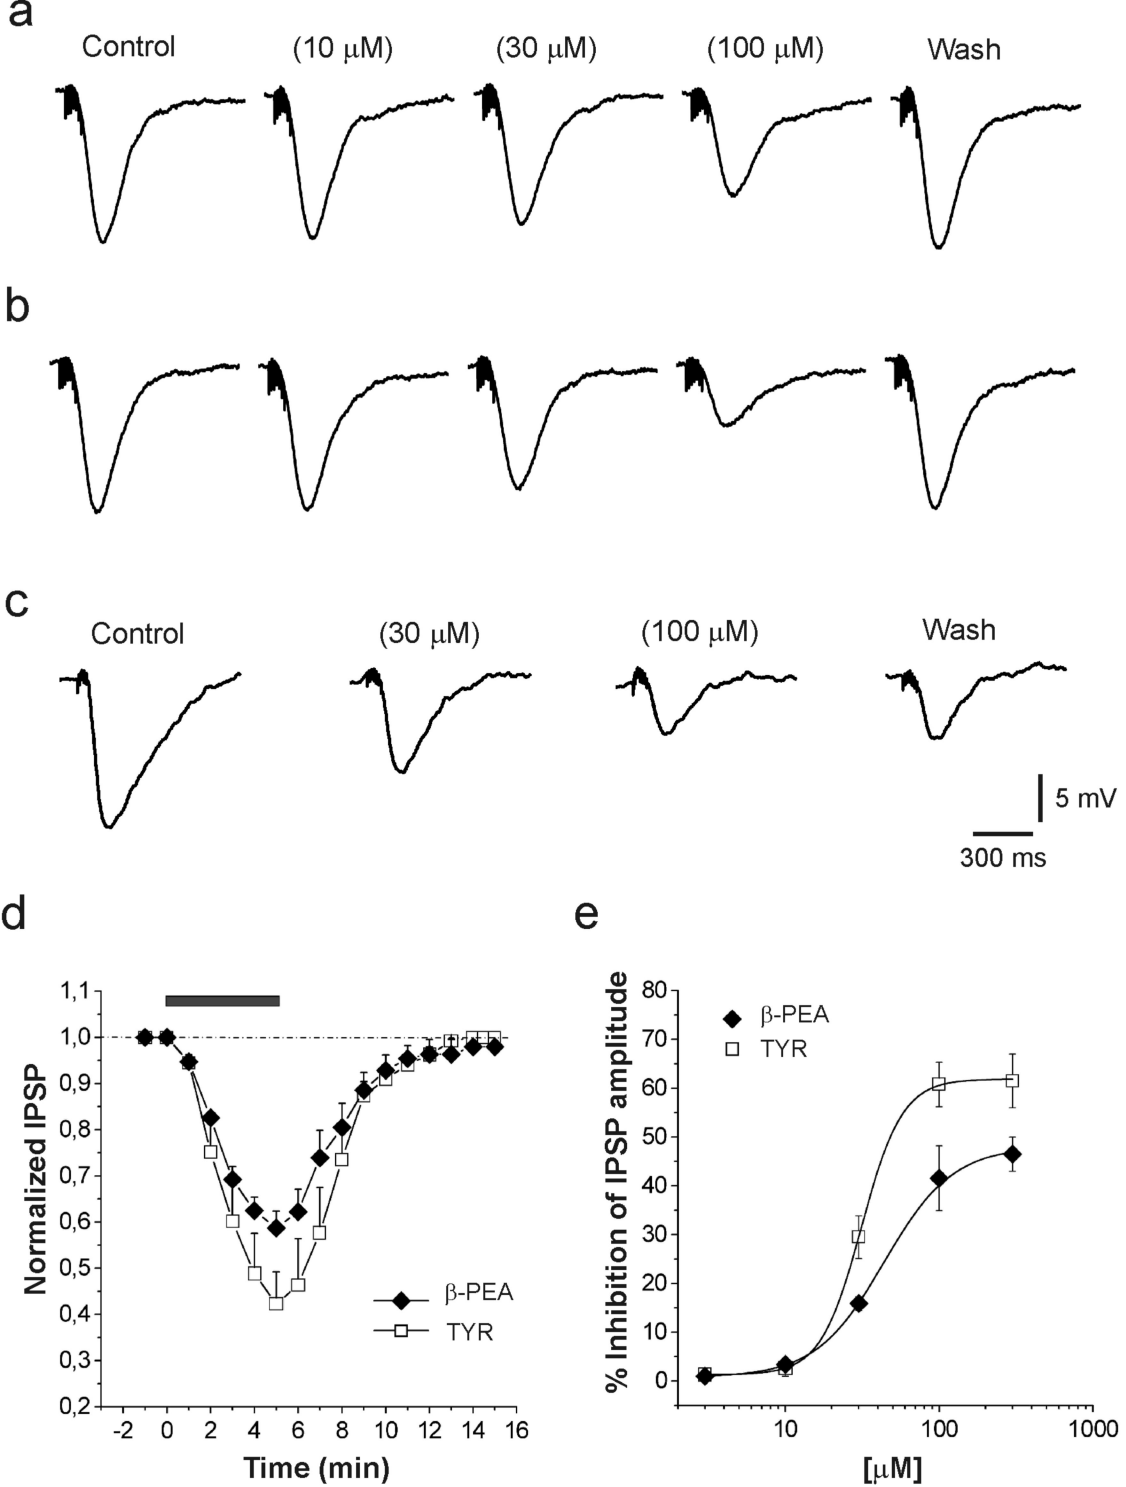 a
Control (10 μM) (30 μM) (100 μM) Wash
b
c
Control (30 μM) (100 μM) Wash
5 mV
300 ms
d
Normalized IPSP
1,1
1,0
0,9
0,8
0,7
0,6
0,5
0,4
0,3
0,2
β-PEA
TYR
-2 0 2 4 6 8 10 12 14 16
Time (min)
e
% Inhibition of IPSP amplitude
80
70
60
50
40
30
20
10
0
β-PEA
TYR
10 100 1000
[μM]